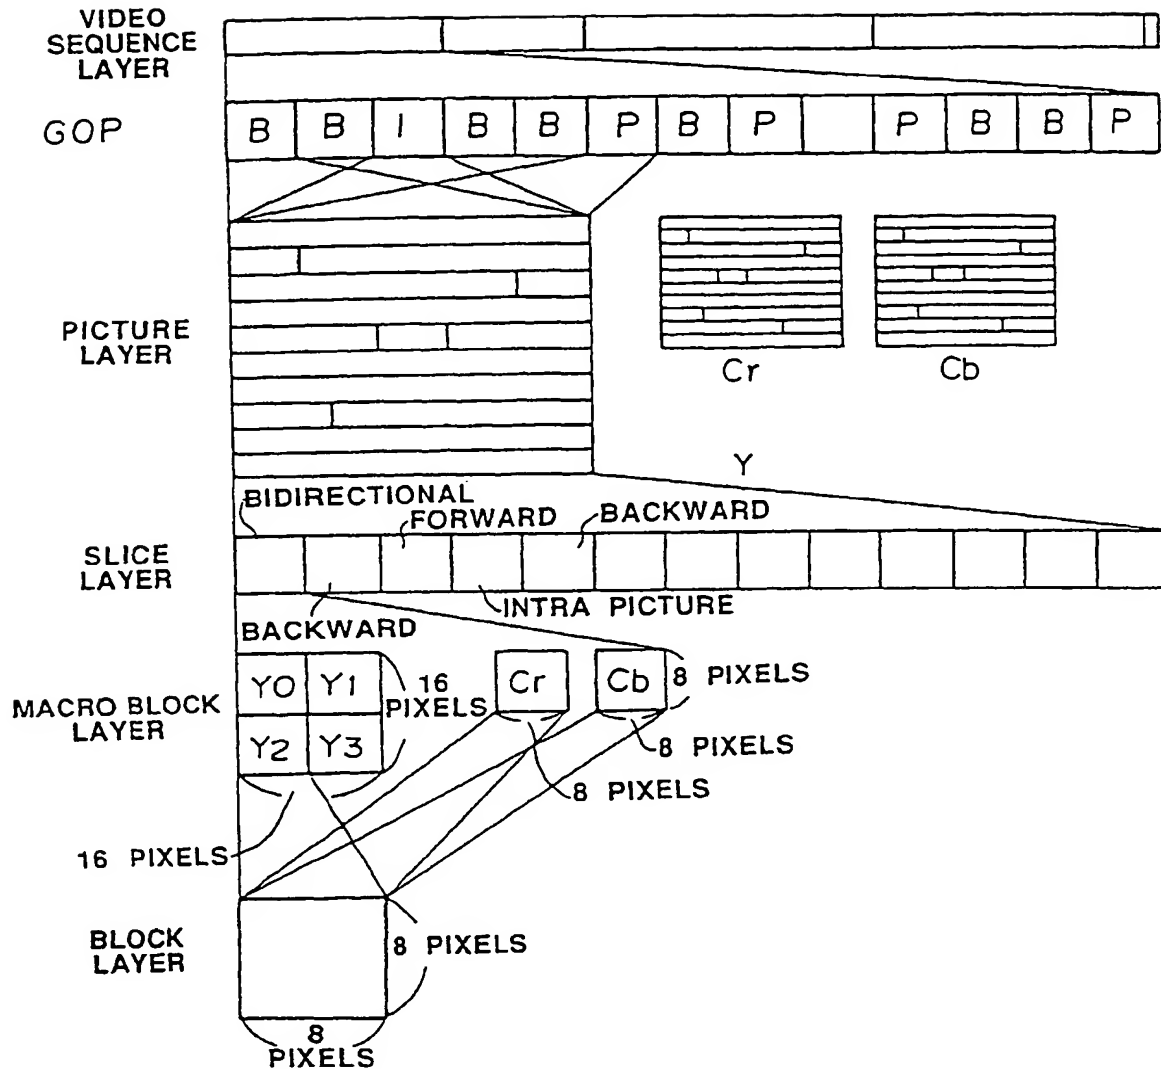 VIDEO
SEQUENCE
LAYER
GOP
B B I B B P B P P B B P
PICTURE
LAYER
Cr
Cb
Y
BIDIRECTIONAL
FORWARD
BACKWARD
SLICE
LAYER
BACKWARD
INTRA PICTURE
MACRO BLOCK
LAYER
Y0 Y1
Y2 Y3
16
PIXELS
Cr
Cb
8 PIXELS
8 PIXELS
8 PIXELS
16 PIXELS
BLOCK
LAYER
8 PIXELS
8
PIXELS